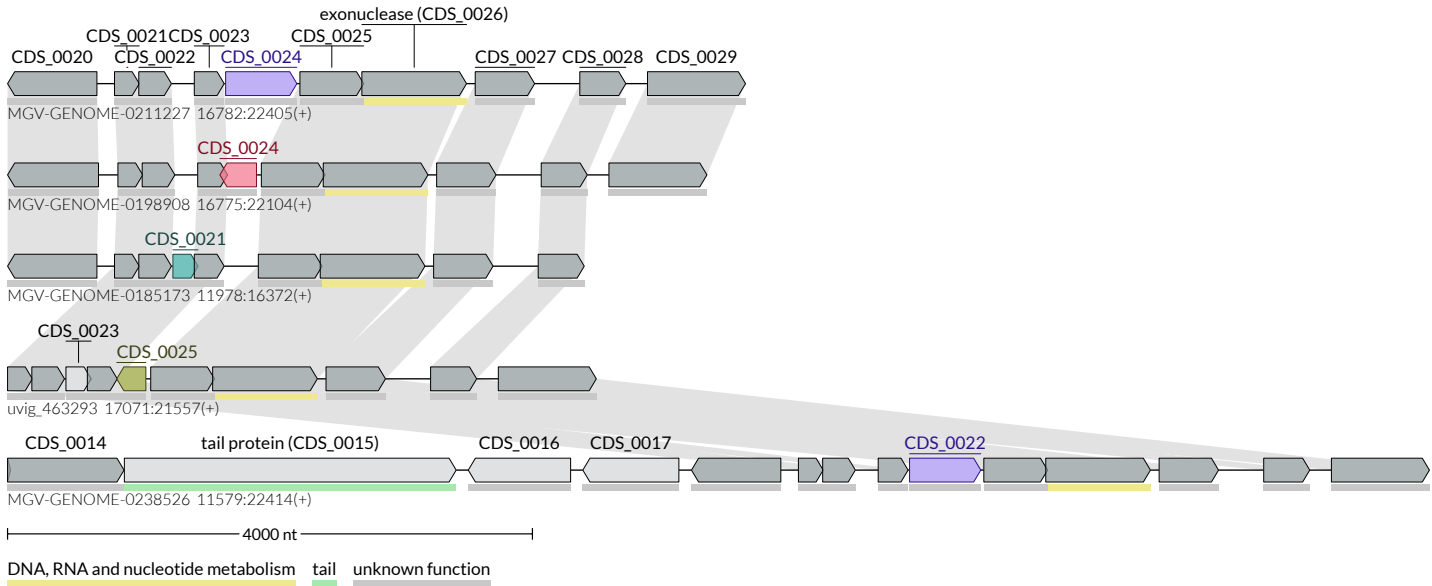 exonuclease (CDS_0026)
CDS_0021 CDS_0023 CDS_0025
CDS_0020 CDS_0022 CDS_0024 CDS_0027 CDS_0028 CDS_0029
MGV-GENOME-0211227 16782:22405(+)
CDS_0024
MGV-GENOME-0198908 16775:22104(+)
CDS_0021
MGV-GENOME-0185173 11978:16372(+)
CDS_0023
CDS_0025
uvig_463293 17071:21557(+)
CDS_0014 tail protein (CDS_0015) CDS_0016 CDS_0017 CDS_0022
MGV-GENOME-0238526 11579:22414(+)
4000 nt
DNA, RNA and nucleotide metabolism tail unknown function